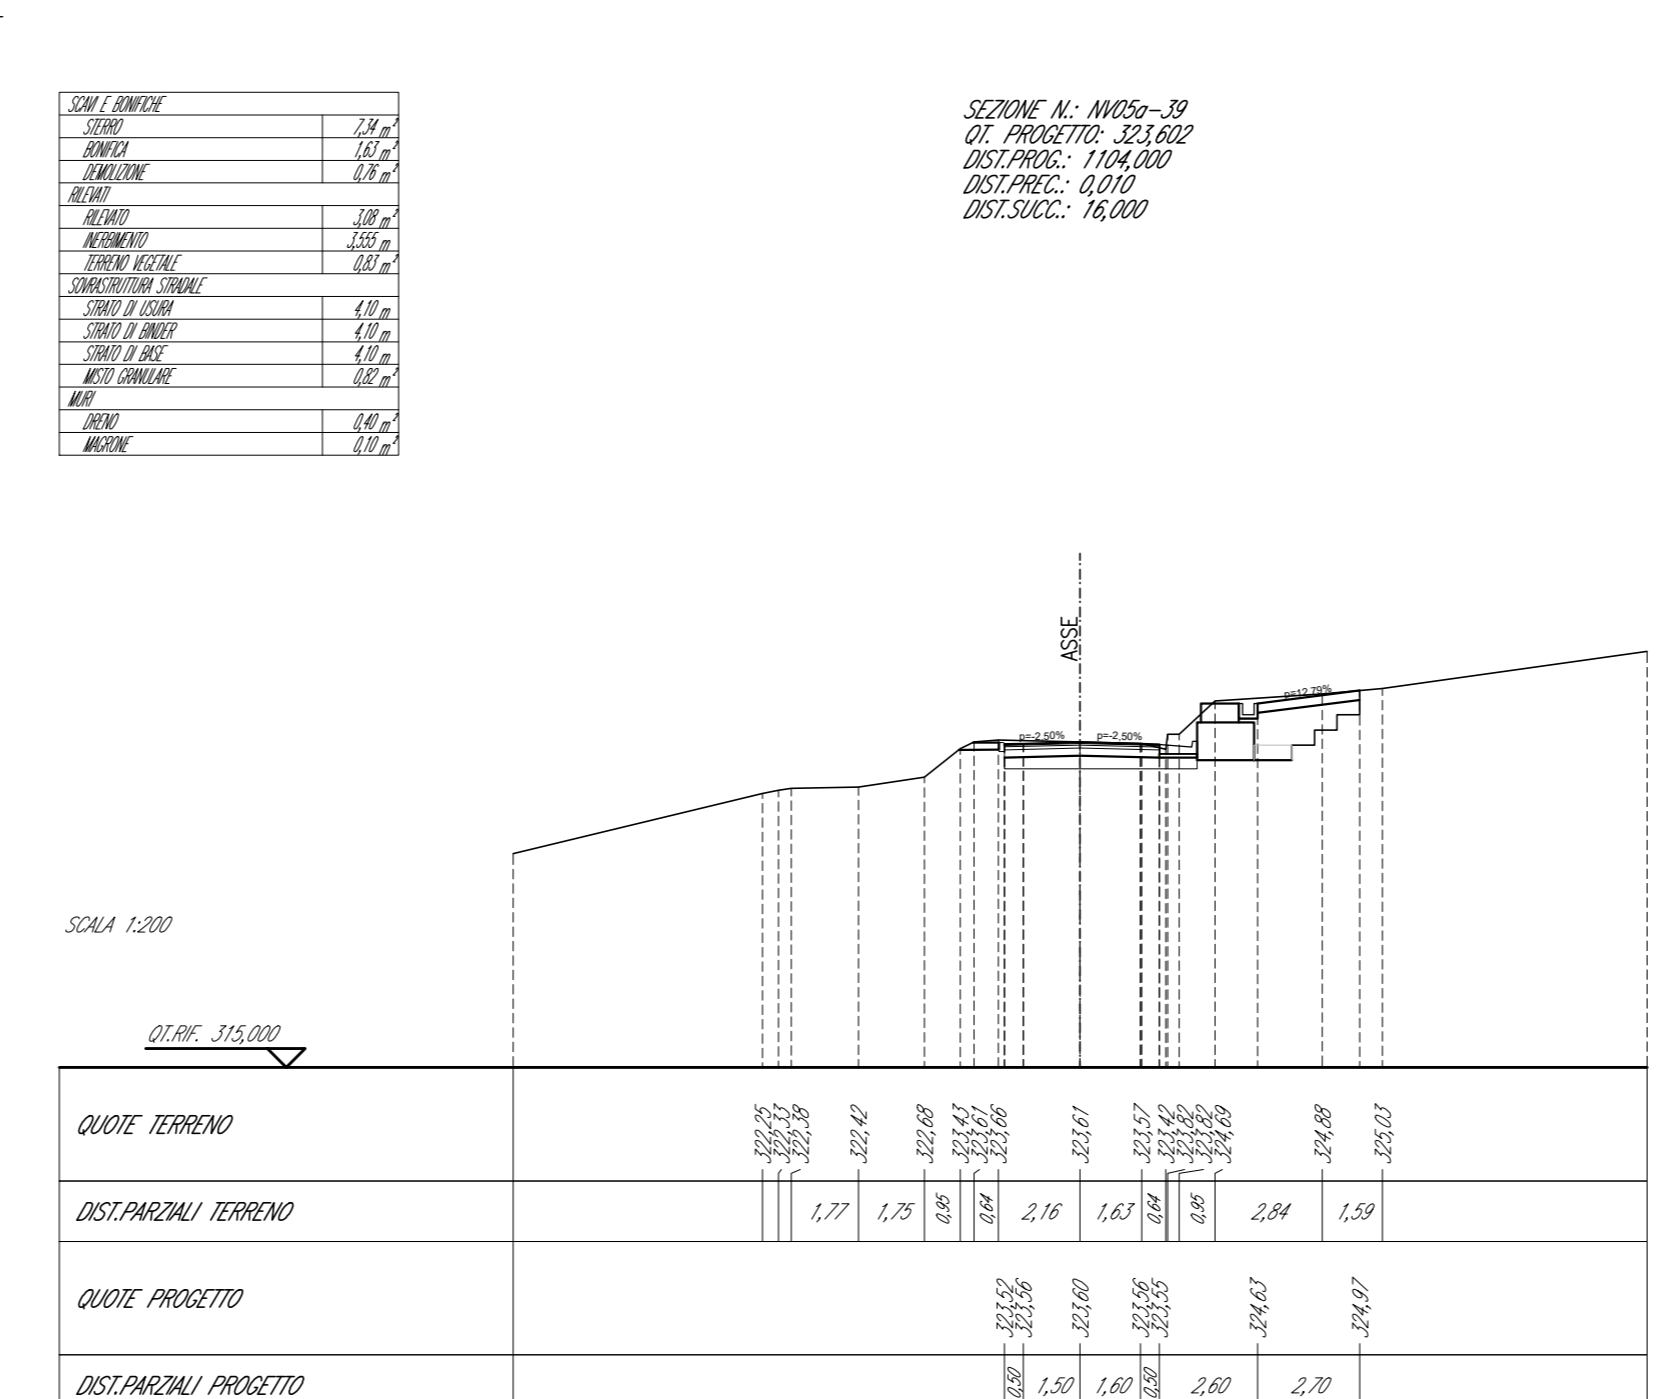 SCAVI E BONIFICHE
STERRO 7,34 m²
BONIFICA 1,63 m²
DEMOLIZIONE 0,76 m²
RILEVATI
RILEVATO 3,08 m²
INERBIMENTO 3,555 m
TERRENO VEGETALE 0,83 m²
SOVRASTRUTTURA STRADALE
STRATO DI USURA 4,10 m
STRATO DI BINDER 4,10 m
STRATO DI BASE 4,10 m
MISTO GRANULARE 0,82 m²
MURI
DRENO 0,40 m²
MAGRONE 0,10 m²
SEZIONE N.: NV05a-39
QT. PROGETTO: 323,602
DIST.PROG.: 1104,000
DIST.PREC.: 0,010
DIST.SUCC.: 16,000
ASSE
p=12,79%
p=-2,50% p=-2,50%
SCALA 1:200
QT.RIF. 315,000
QUOTE TERRENO 322,25 322,33 322,38 322,42 322,68 323,43 323,61 323,66 323,61 323,57 323,42 323,82 323,82 324,69 324,88 325,03
DIST.PARZIALI TERRENO 1,77 1,75 0,95 0,64 2,16 1,63 0,64 0,95 2,84 1,59
QUOTE PROGETTO 323,52 323,56 323,60 323,56 323,55 324,63 324,97
DIST.PARZIALI PROGETTO 0,50 1,50 1,60 0,50 2,60 2,70